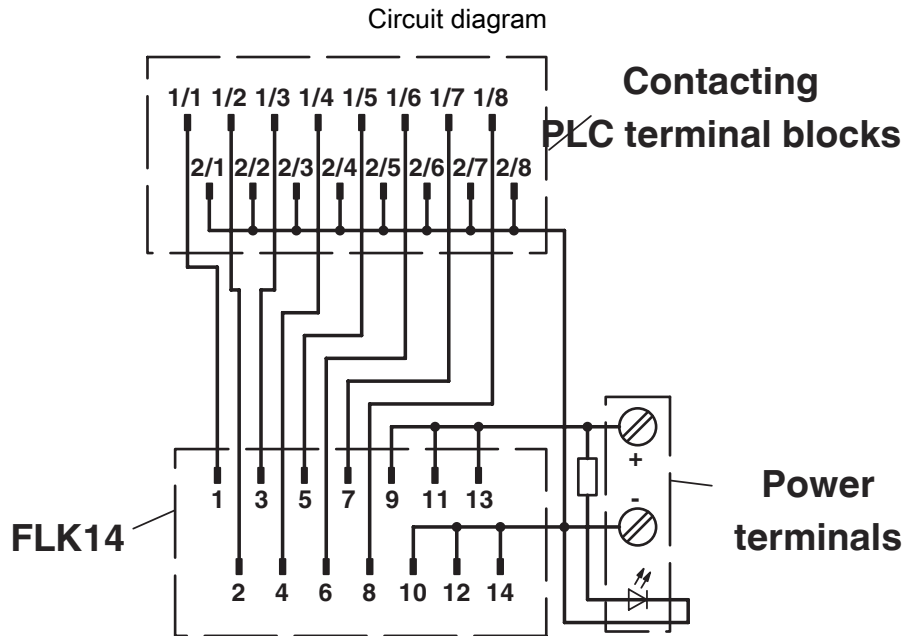 Circuit diagram
Contacting
PLC terminal blocks
1/1 1/2 1/3 1/4 1/5 1/6 1/7 1/8
2/1 2/2 2/3 2/4 2/5 2/6 2/7 2/8
+
-
Power
terminals
FLK14
1 3 5 7 9 11 13
2 4 6 8 10 12 14